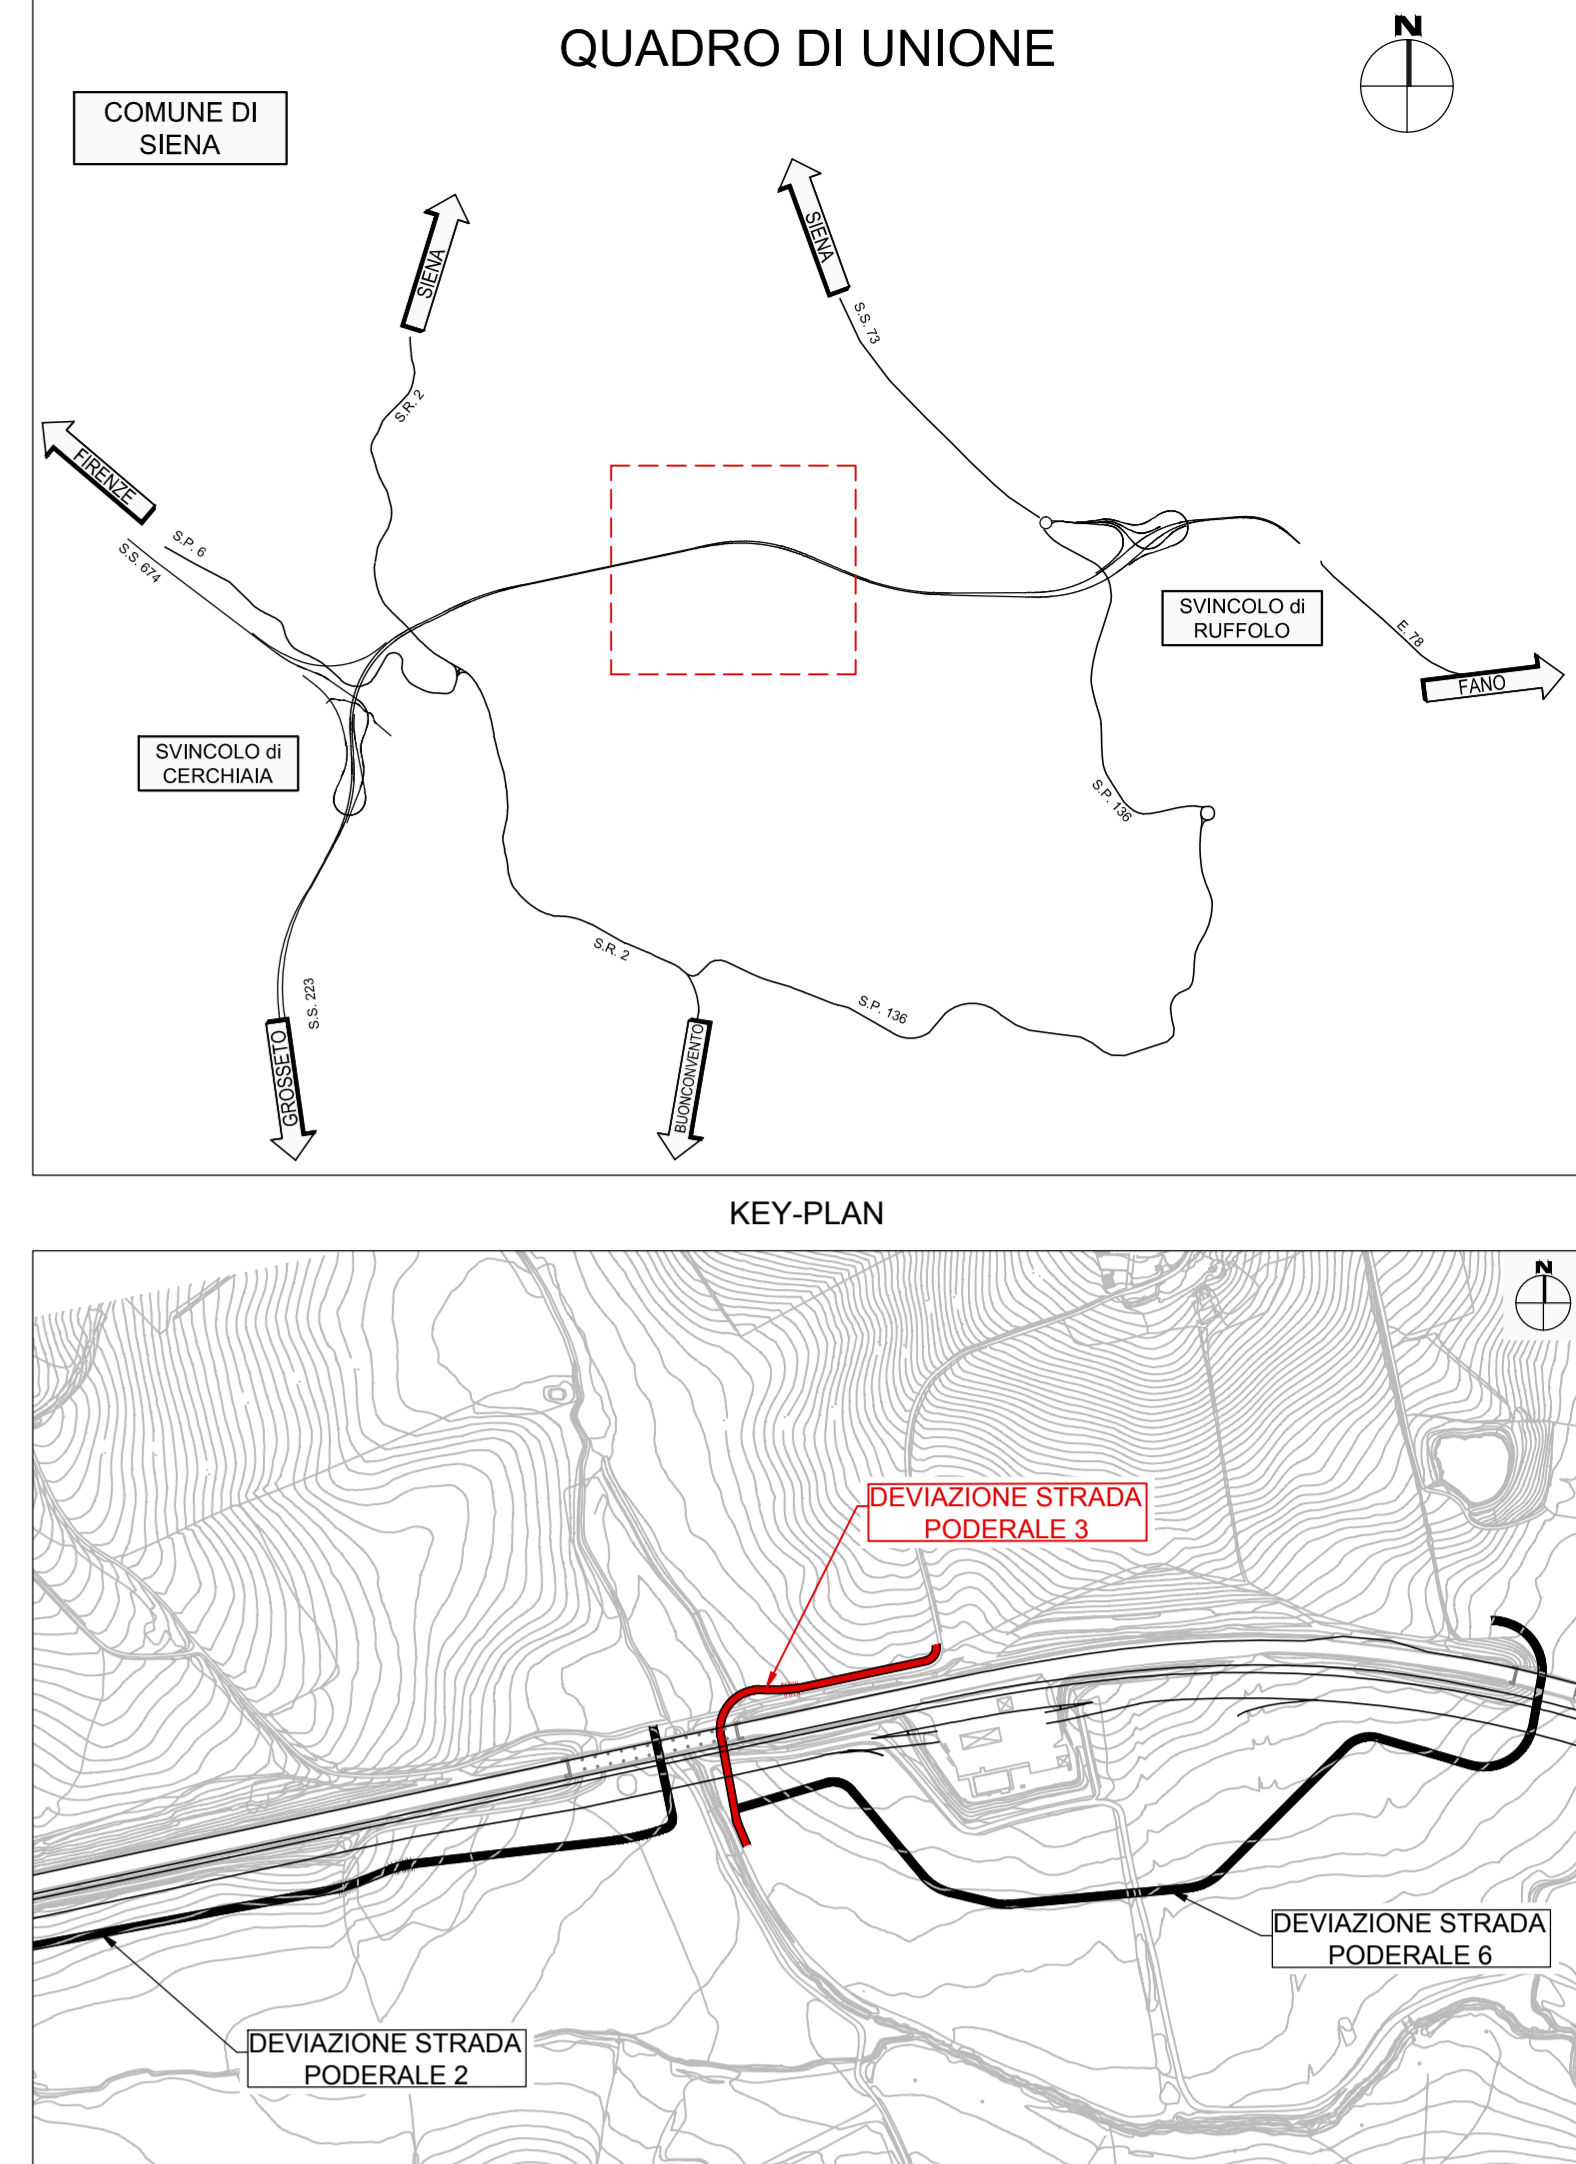 QUADRO DI UNIONE
N
COMUNE DI
SIENA
SIENA
SIENA
S.S. 73
S.R. 2
FIRENZE
S.P. 6
S.S. 674
SVINCOLO di
RUFFOLO
E. 78
FANO
SVINCOLO di
CERCHIAIA
S.P. 136
S.R. 2
S.P. 136
S.S. 223
GROSSETO
BUONCONVENTO
KEY-PLAN
N
DEVIAZIONE STRADA
PODERALE 3
DEVIAZIONE STRADA
PODERALE 6
DEVIAZIONE STRADA
PODERALE 2